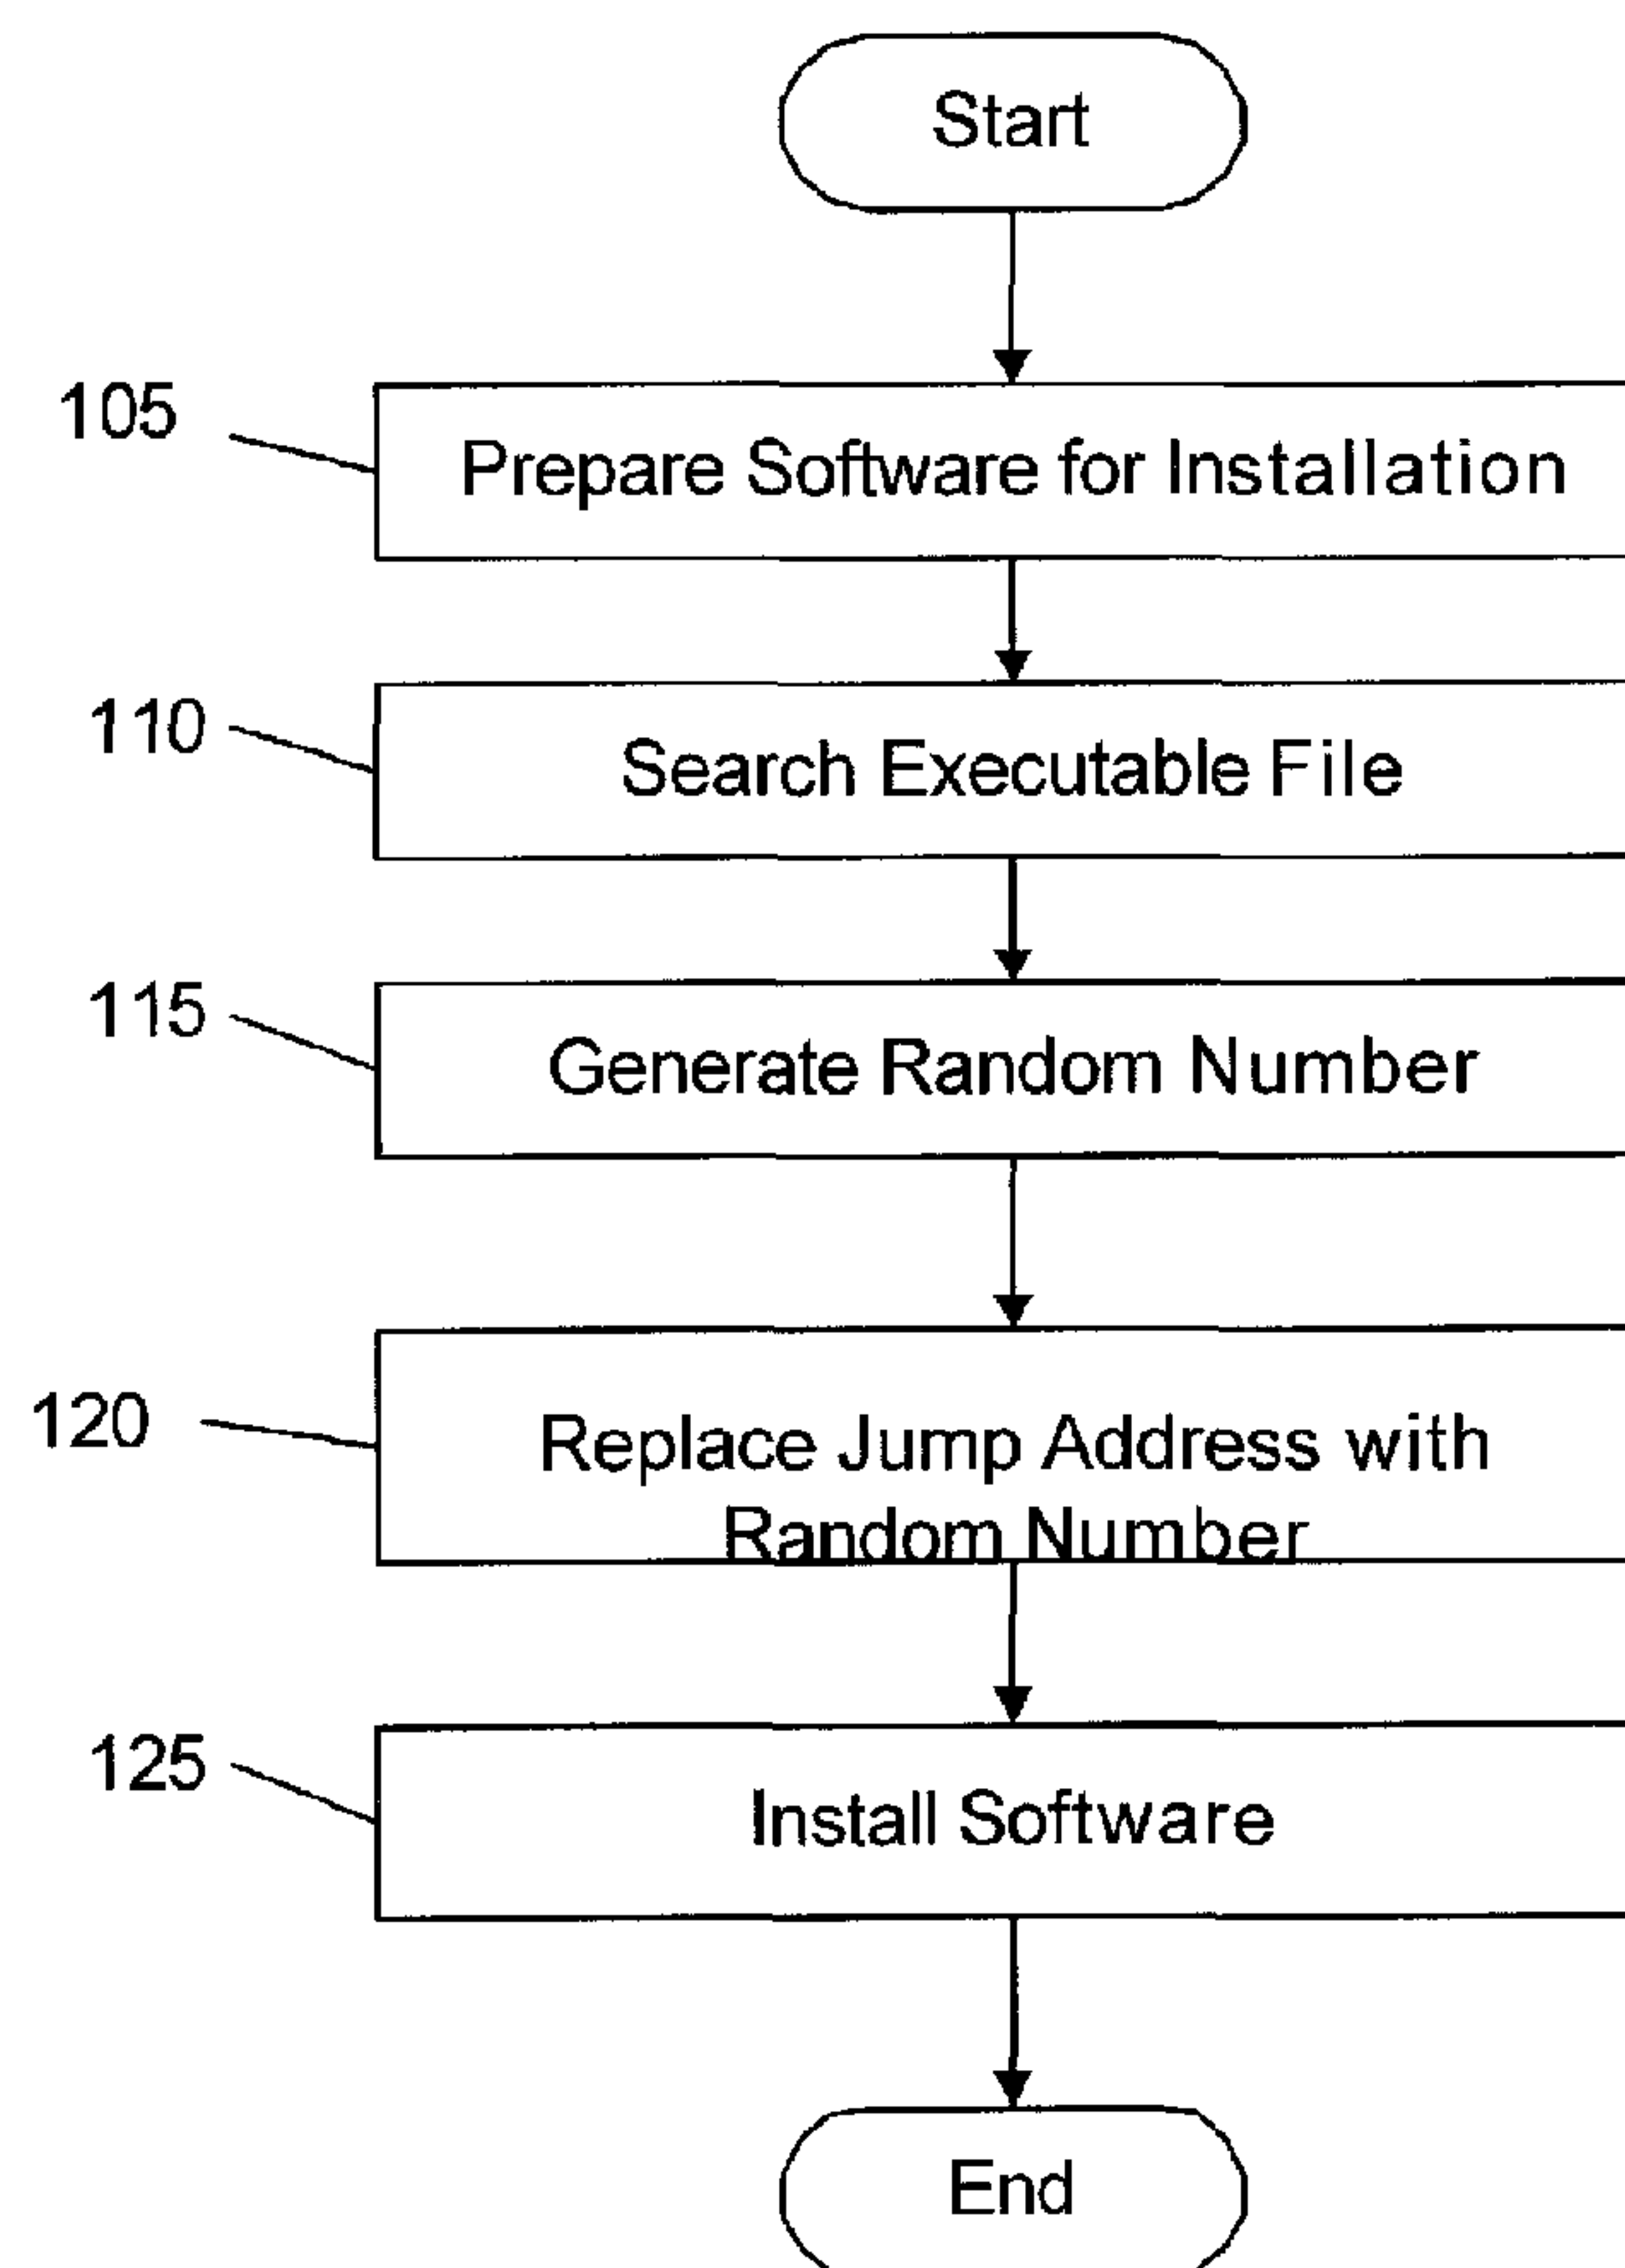 Start
105
Prepare Software for Installation
110
Search Executable File
115
Generate Random Number
120
Replace Jump Address with
Random Number
125
Install Software
End